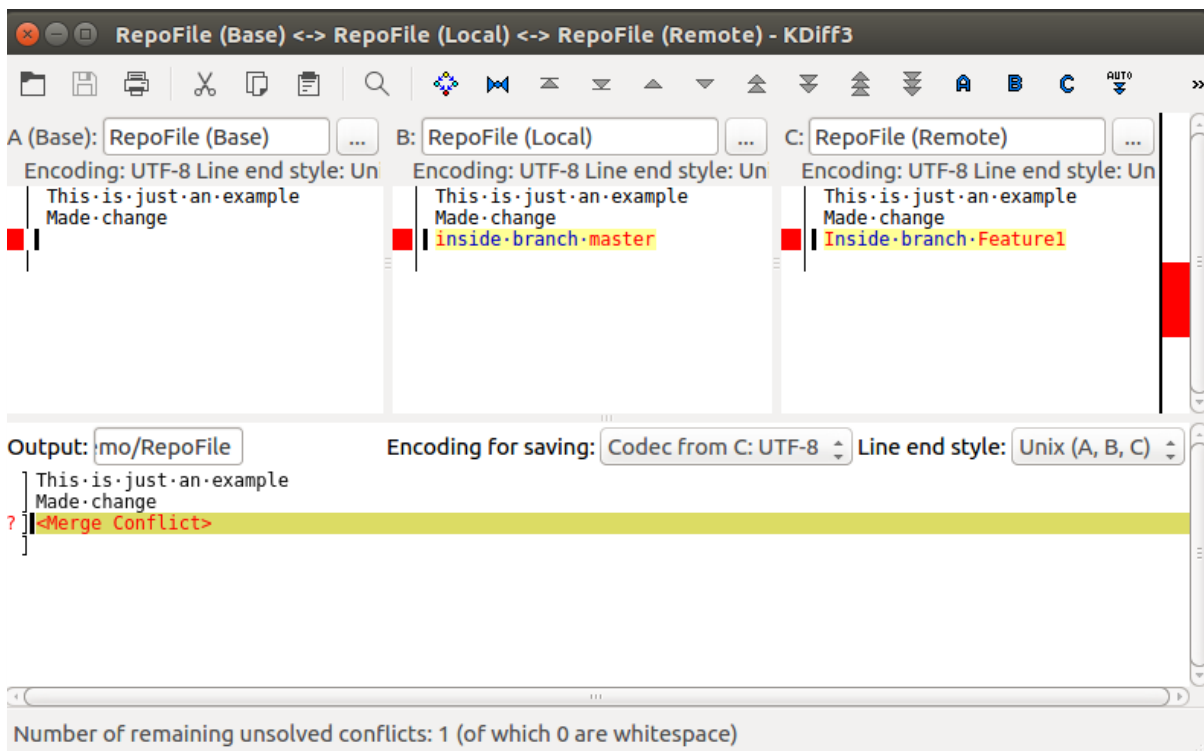 RepoFile (Base) <-> RepoFile (Local) <-> RepoFile (Remote) - KDiff3
A B C AUTO »
A (Base): RepoFile (Base) ... B: RepoFile (Local) ... C: RepoFile (Remote) ...
Encoding: UTF-8 Line end style: Uni Encoding: UTF-8 Line end style: Un Encoding: UTF-8 Line end style: Un
This·is·just·an·example This·is·just·an·example This·is·just·an·example
Made·change Made·change Made·change
inside·branch·master Inside·branch·Feature1
Output: mo/RepoFile Encoding for saving: Codec from C: UTF-8 Line end style: Unix (A, B, C)
This·is·just·an·example
Made·change
? <Merge Conflict>
Number of remaining unsolved conflicts: 1 (of which 0 are whitespace)